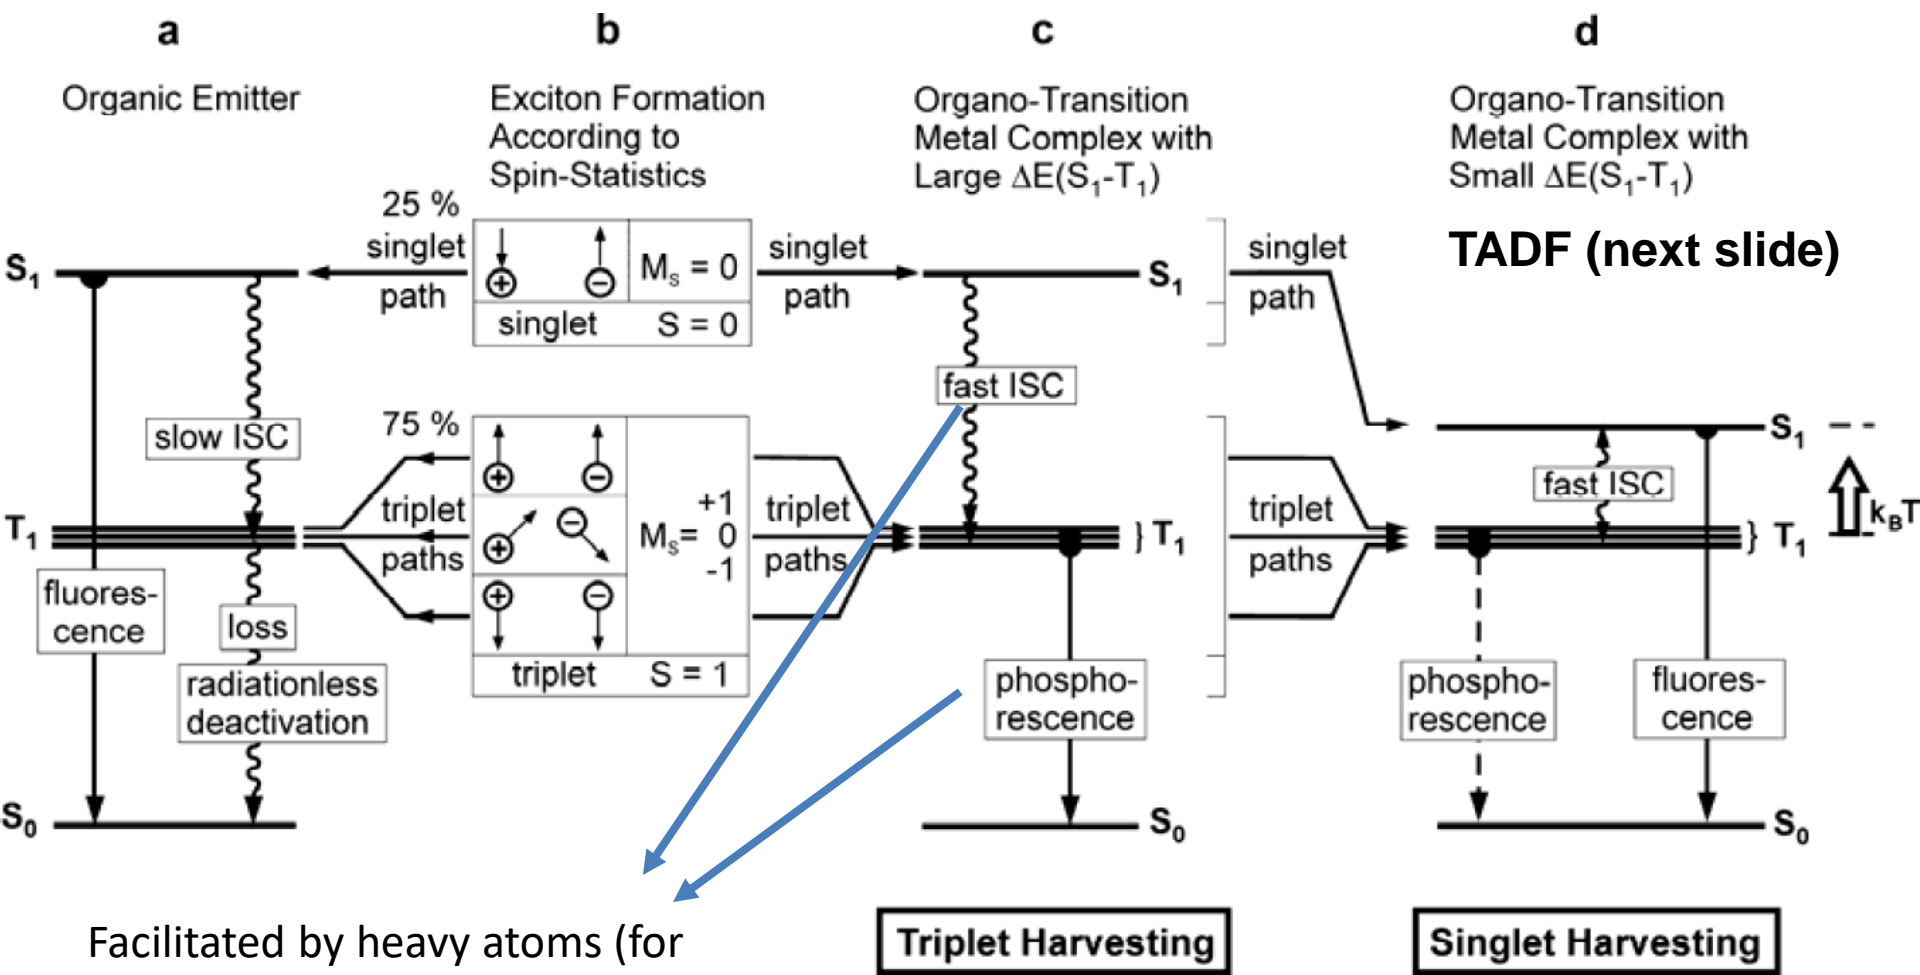 a
b
c
d
Organic Emitter
Exciton Formation
According to
Spin-Statistics
Organo-Transition
Metal Complex with
Large ΔE(S₁-T₁)
Organo-Transition
Metal Complex with
Small ΔE(S₁-T₁)
TADF (next slide)
S₁
fluores-
cence
slow ISC
T₁
loss
radiationless
deactivation
S₀
25 %
singlet
path
Mₛ = 0
singlet S = 0
singlet
path
75 %
triplet
paths
+1
Mₛ= 0
-1
triplet S = 1
triplet
paths
S₁
fast ISC
} T₁
phospho-
rescence
S₀
singlet
path
triplet
paths
S₁
fast ISC
} T₁
k_BT
phospho-
rescence
fluores-
cence
S₀
Facilitated by heavy atoms (for
Triplet Harvesting
Singlet Harvesting